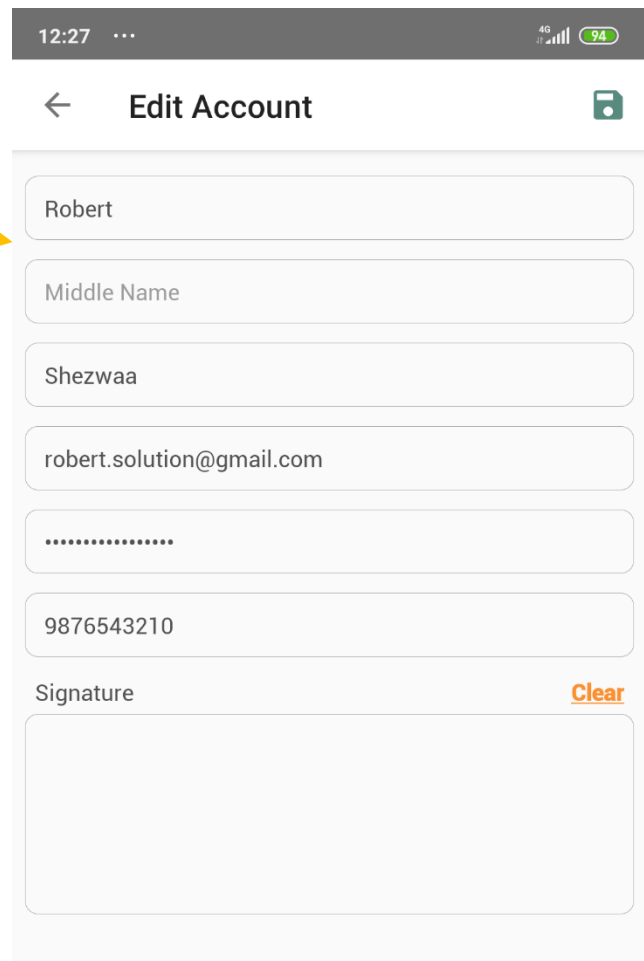 12:27 ... 4G 94
Edit Account
Robert
Middle Name
Shezwaa
robert.solution@gmail.com
•••••••••••••••••
9876543210
Signature Clear